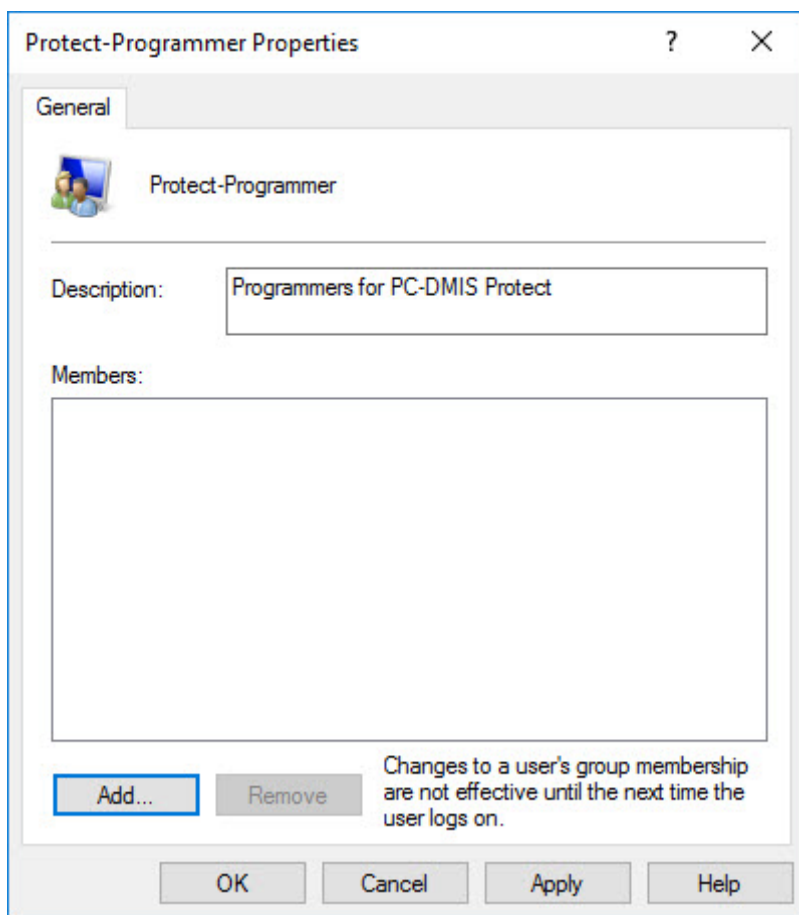 Protect-Programmer Properties
General
Protect-Programmer
Description:
Programmers for PC-DMIS Protect
Members:
Add...
Remove
Changes to a user's group membership
are not effective until the next time the
user logs on.
OK
Cancel
Apply
Help